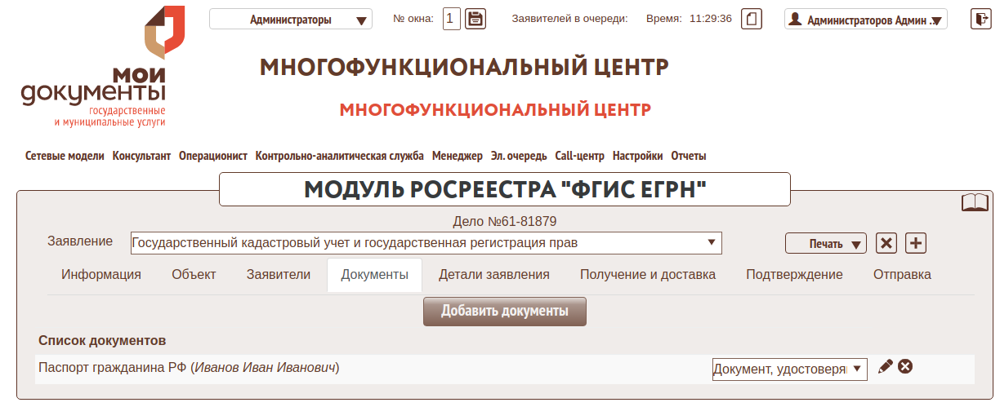 Администраторы
№ окна: 1
Заявителей в очереди:
Время: 11:29:36
Администраторов Админ ..
мои
документы
государственные
и муниципальные услуги
МНОГОФУНКЦИОНАЛЬНЫЙ ЦЕНТР
МНОГОФУНКЦИОНАЛЬНЫЙ ЦЕНТР
Сетевые модели Консультант Операционист Контрольно-аналитическая служба Менеджер Эл. очередь Call-центр Настройки Отчеты
МОДУЛЬ РОСРЕЕСТРА "ФГИС ЕГРН"
Дело №61-81879
Заявление Государственный кадастровый учет и государственная регистрация прав Печать
Информация Объект Заявители Документы Детали заявления Получение и доставка Подтверждение Отправка
Добавить документы
Список документов
Паспорт гражданина РФ (Иванов Иван Иванович) Документ, удостоверя